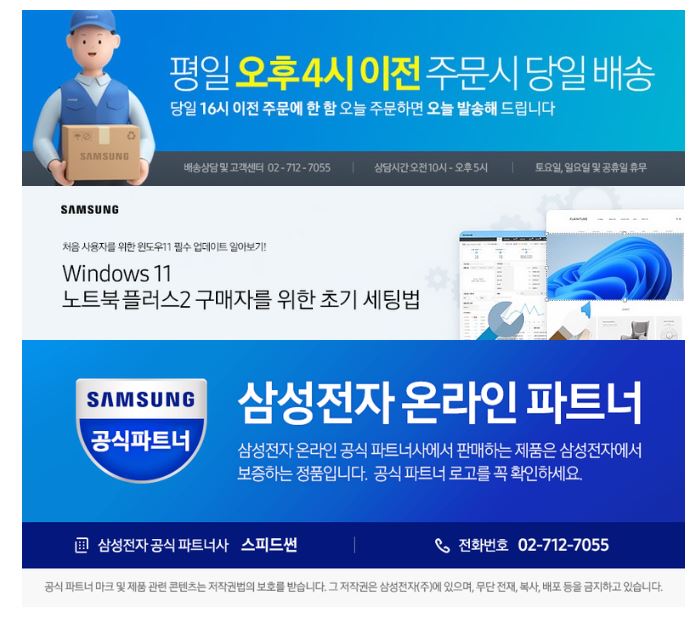 평일 오후 4시 이전 주문시 당일 배송
당일 16시 이전 주문에 한 함 오늘 주문하면 오늘 발송해 드립니다
SAMSUNG
배송상담 및 고객센터 02-712-7055 | 상담시간 오전10시 - 오후 5시 | 토요일, 일요일 및 공휴일 휴무
SAMSUNG
처음 사용자를 위한 윈도우11 필수 업데이트 알아보기!
Windows 11
노트북 플러스2 구매자를 위한 초기 세팅법
SAMSUNG
공식파트너
삼성전자 온라인 파트너
삼성전자 온라인 공식 파트너사에서 판매하는 제품은 삼성전자에서
보증하는 정품입니다. 공식 파트너 로고를 꼭 확인하세요.
삼성전자 공식 파트너사 스피드썬 | 전화번호 02-712-7055
공식 파트너 마크 및 제품 관련 콘텐츠는 저작권법의 보호를 받습니다. 그 저작권은 삼성전자(주)에 있으며, 무단 전재, 복사, 배포 등을 금지하고 있습니다.